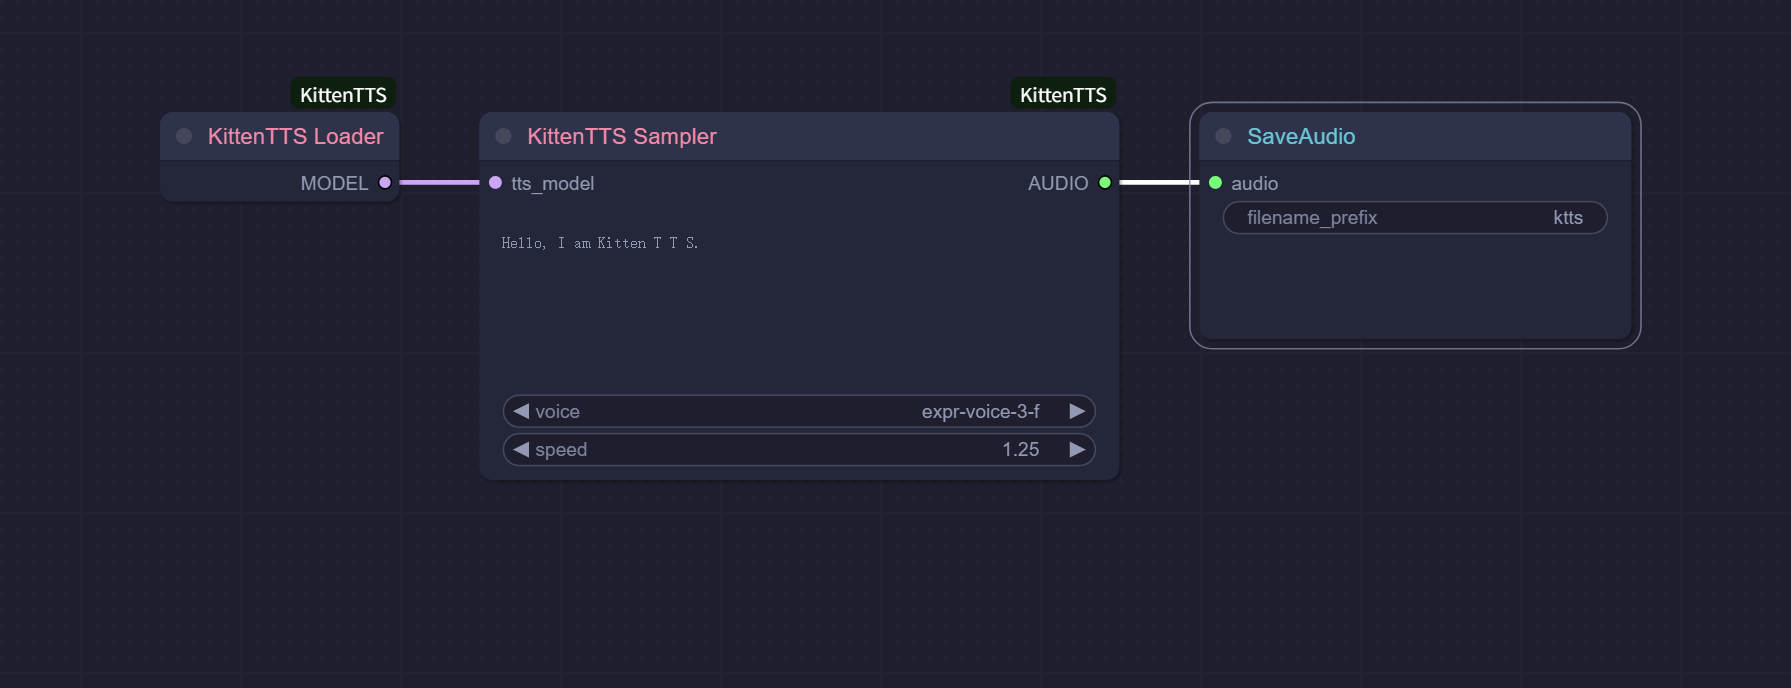 KittenTTS
KittenTTS Loader
MODEL
KittenTTS
KittenTTS Sampler
tts_model
AUDIO
Hello, I am Kitten T T S.
voice expr-voice-3-f
speed 1.25
SaveAudio
audio
filename_prefix ktts